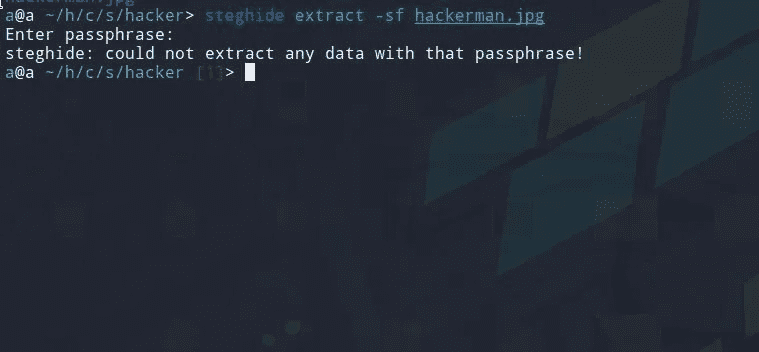 hackerman.jpg
a@a ~/h/c/s/hacker> steghide extract -sf hackerman.jpg
Enter passphrase:
steghide: could not extract any data with that passphrase!
a@a ~/h/c/s/hacker [1]>